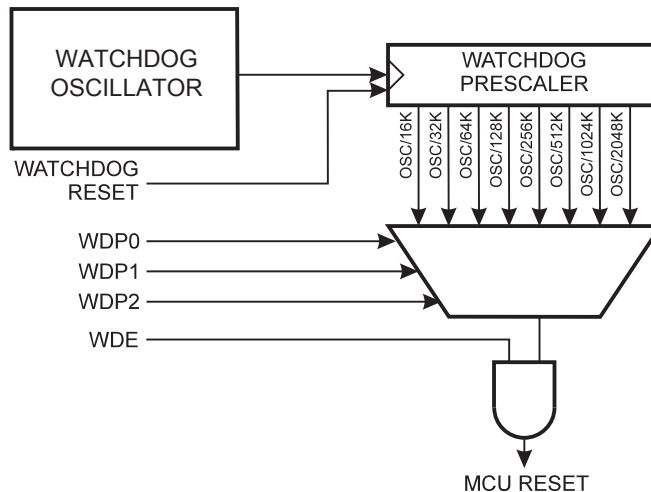 WATCHDOG
OSCILLATOR
WATCHDOG
PRESCALER
OSC/16K
OSC/32K
OSC/64K
OSC/128K
OSC/256K
OSC/512K
OSC/1024K
OSC/2048K
WATCHDOG
RESET
WDP0
WDP1
WDP2
WDE
MCU RESET